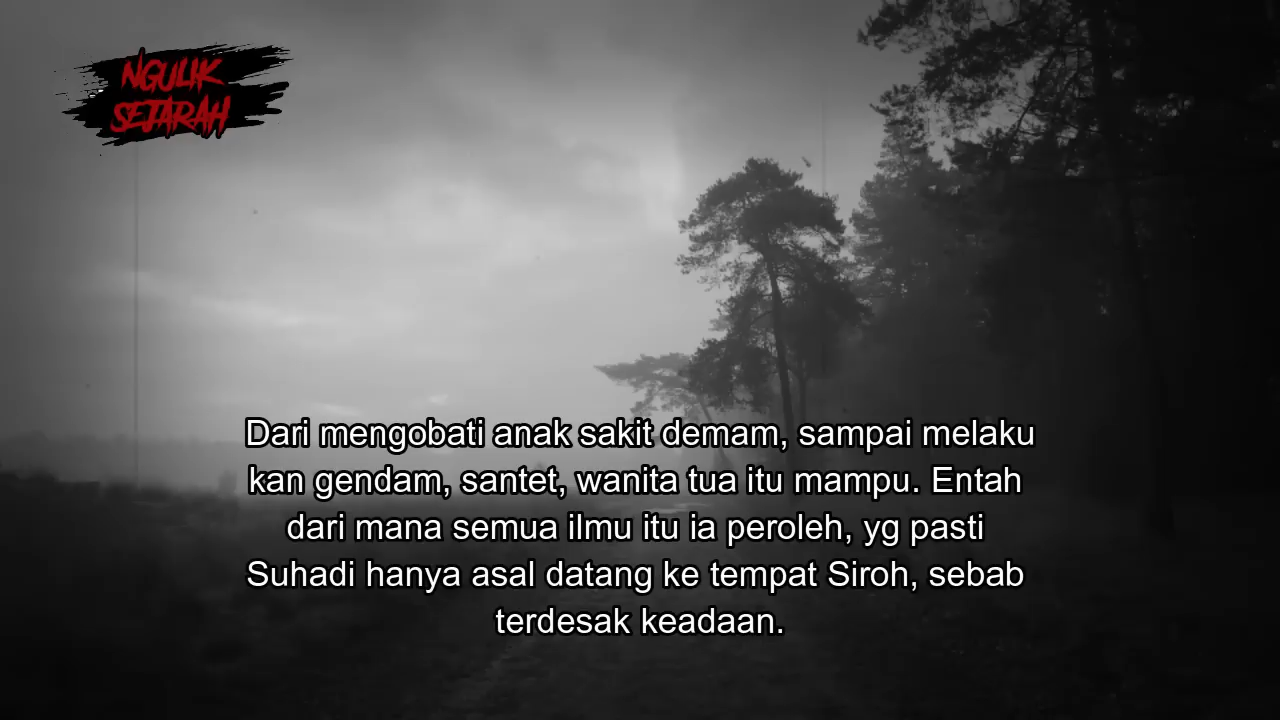 NGULIK
SEJARAH
Dari mengobati anak sakit demam, sampai melaku
kan gendam, santet, wanita tua itu mampu. Entah
dari mana semua ilmu itu ia peroleh, yg pasti
Suhadi hanya asal datang ke tempat Siroh, sebab
terdesak keadaan.